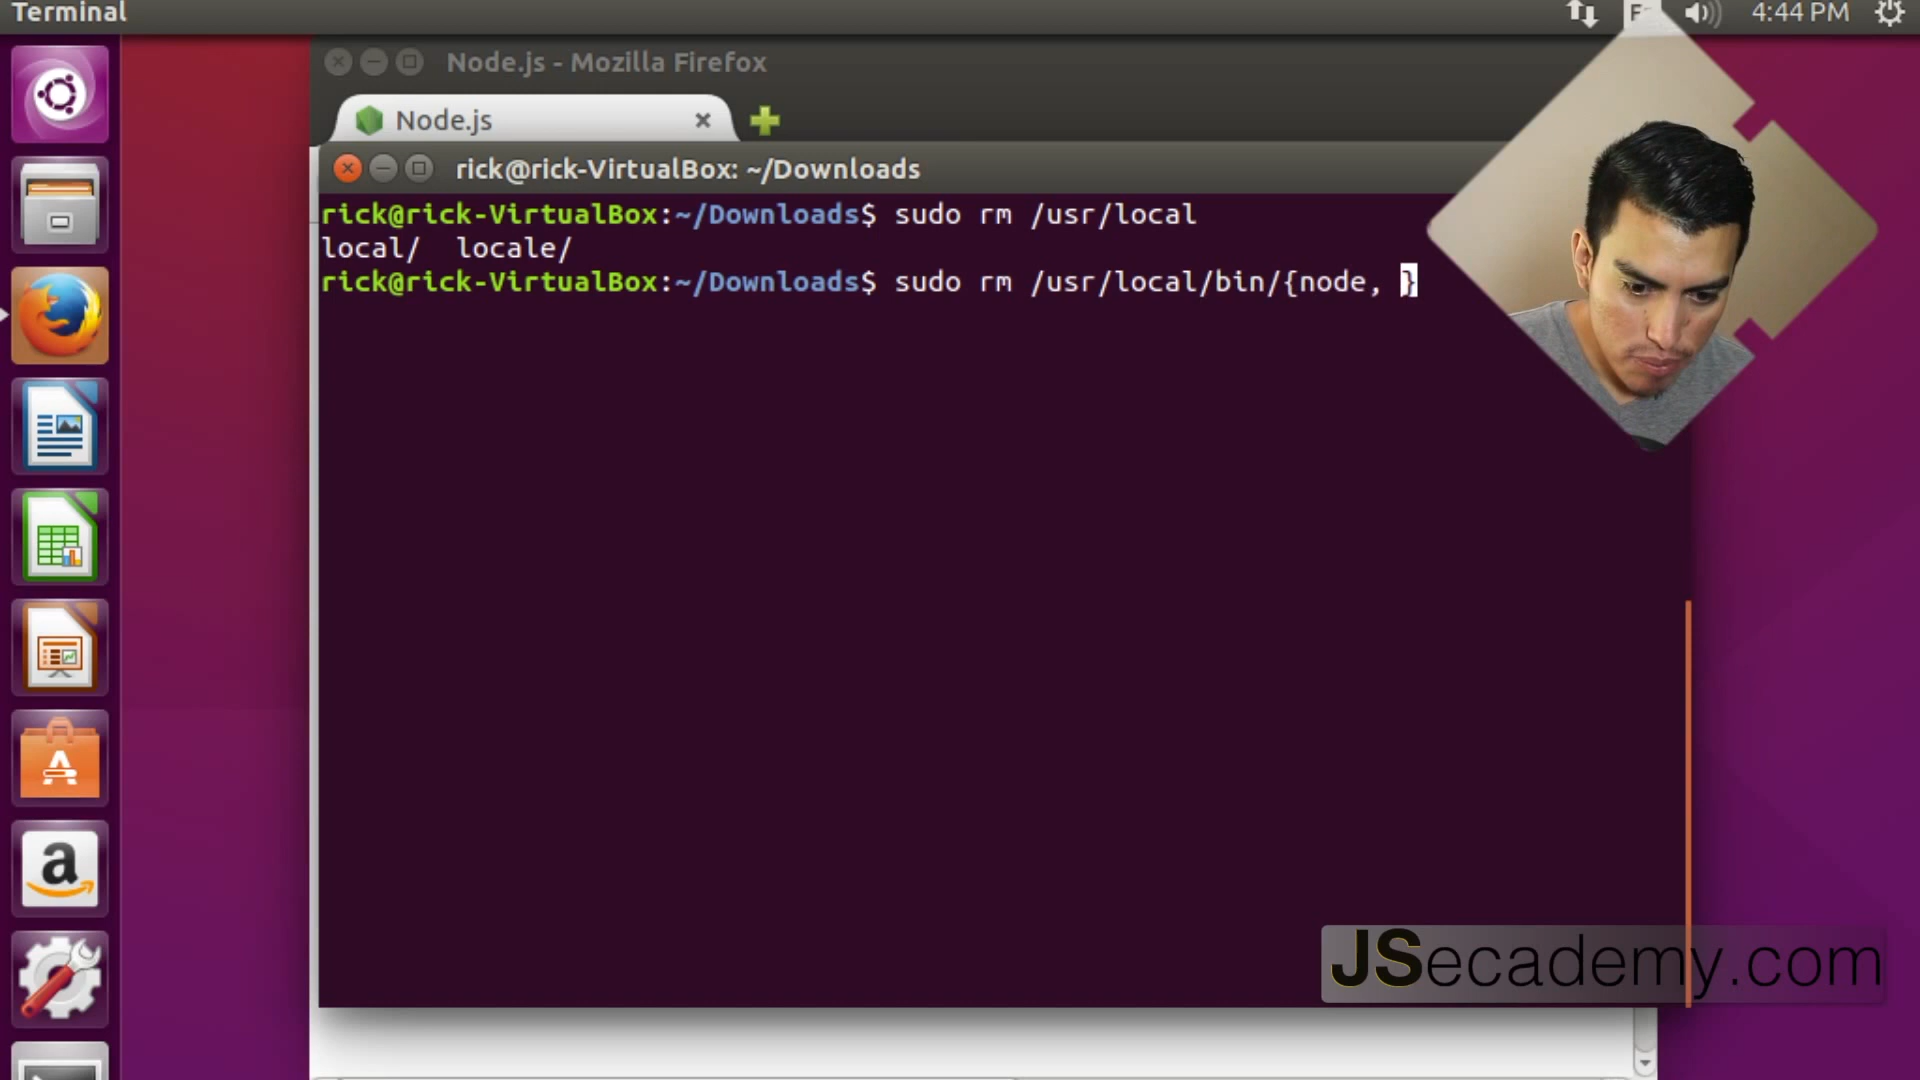 Terminal
4:44 PM
Node.js - Mozilla Firefox
Node.js
rick@rick-VirtualBox: ~/Downloads
rick@rick-VirtualBox:~/Downloads$ sudo rm /usr/local
local/  locale/
rick@rick-VirtualBox:~/Downloads$ sudo rm /usr/local/bin/{node, }
a
JSecademy.com